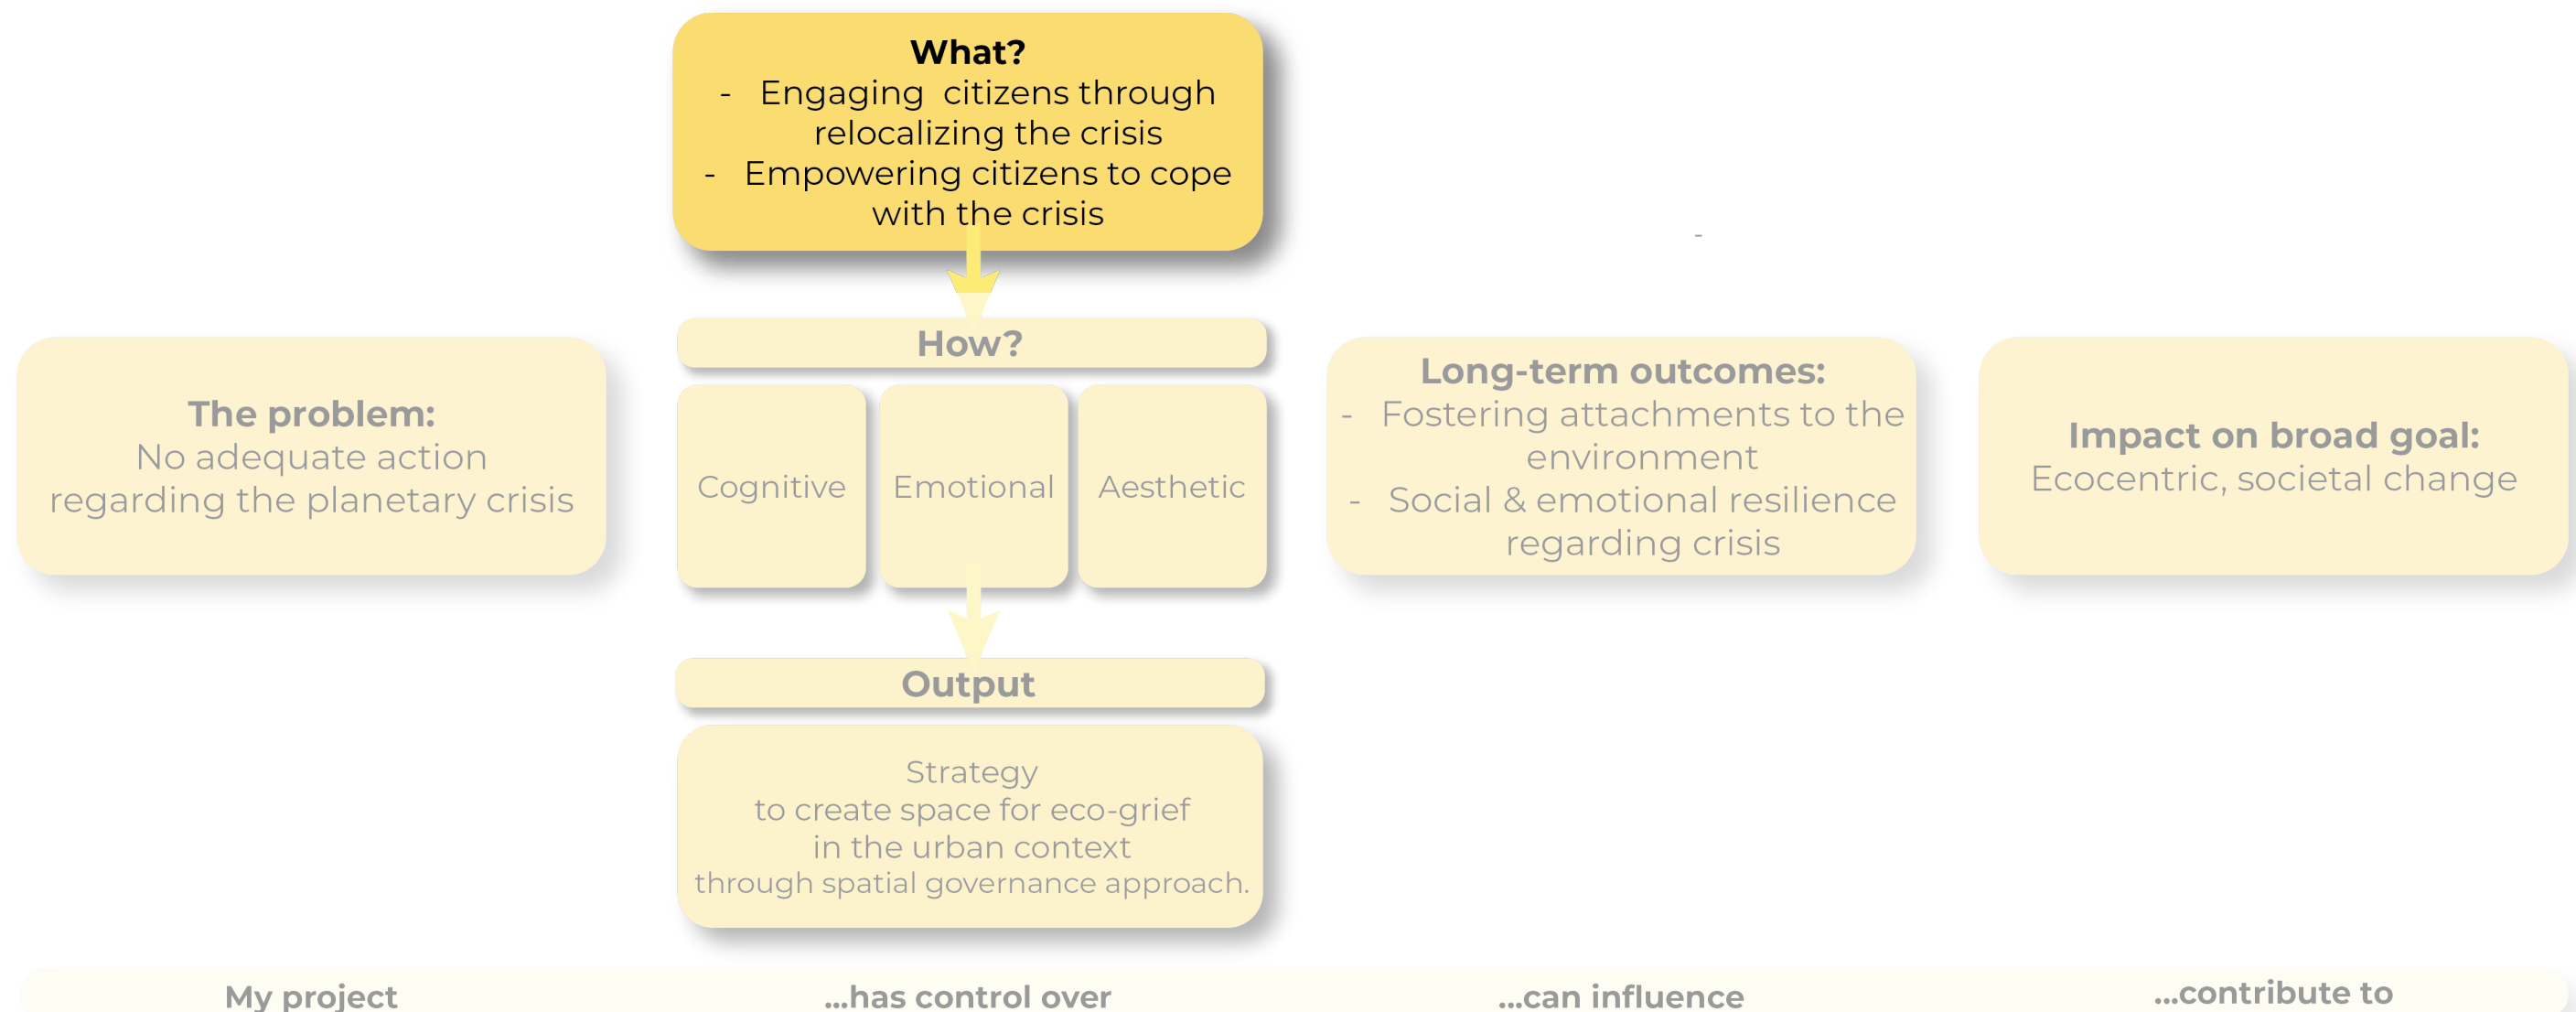 What?
- Engaging citizens through
relocalizing the crisis
- Empowering citizens to cope
with the crisis
-
How?
Cognitive
Emotional
Aesthetic
Output
Strategy
to create space for eco-grief
in the urban context
through spatial governance approach.
The problem:
No adequate action
regarding the planetary crisis
Long-term outcomes:
- Fostering attachments to the
environment
- Social & emotional resilience
regarding crisis
Impact on broad goal:
Ecocentric, societal change
My project
...has control over
...can influence
...contribute to